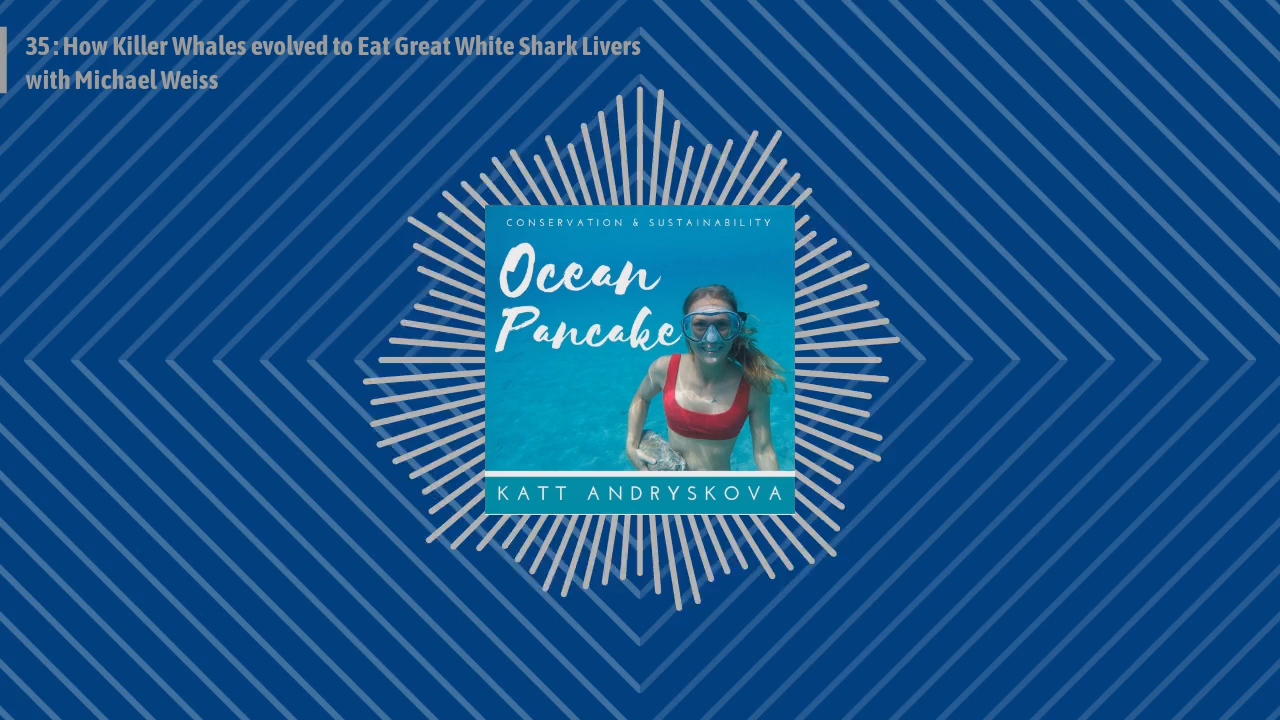 35 : How Killer Whales evolved to Eat Great White Shark Livers
with Michael Weiss
CONSERVATION & SUSTAINABILITY
Ocean
Pancake
KATT ANDRYSKOVA